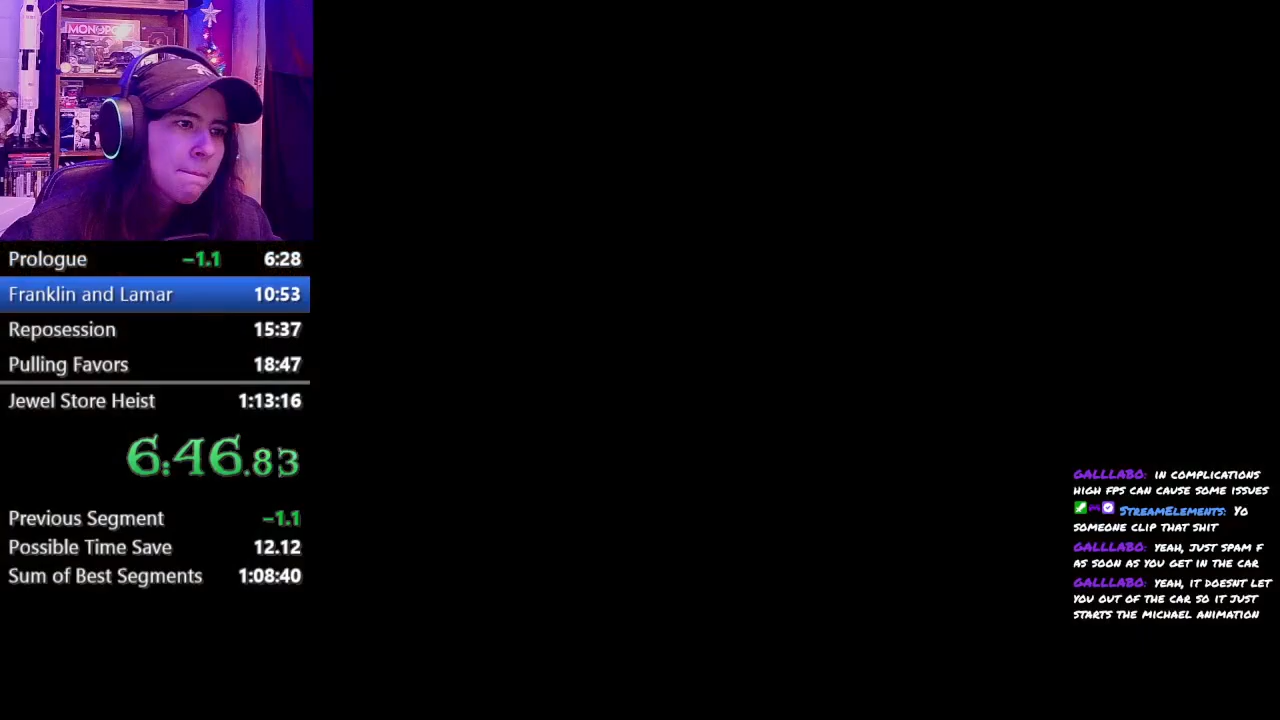 MONOPOLY
Prologue −1.1 6:28
Franklin and Lamar 10:53
Reposession 15:37
Pulling Favors 18:47
Jewel Store Heist 1:13:16
6:46.83
Previous Segment −1.1
Possible Time Save 12.12
Sum of Best Segments 1:08:40
GALLLABO: IN COMPLICATIONS
HIGH FPS CAN CAUSE SOME ISSUES
STREAMELEMENTS: YO
SOMEONE CLIP THAT SHIT
GALLLABO: YEAH, JUST SPAM F
AS SOON AS YOU GET IN THE CAR
GALLLABO: YEAH, IT DOESNT LET
YOU OUT OF THE CAR SO IT JUST
STARTS THE MICHAEL ANIMATION